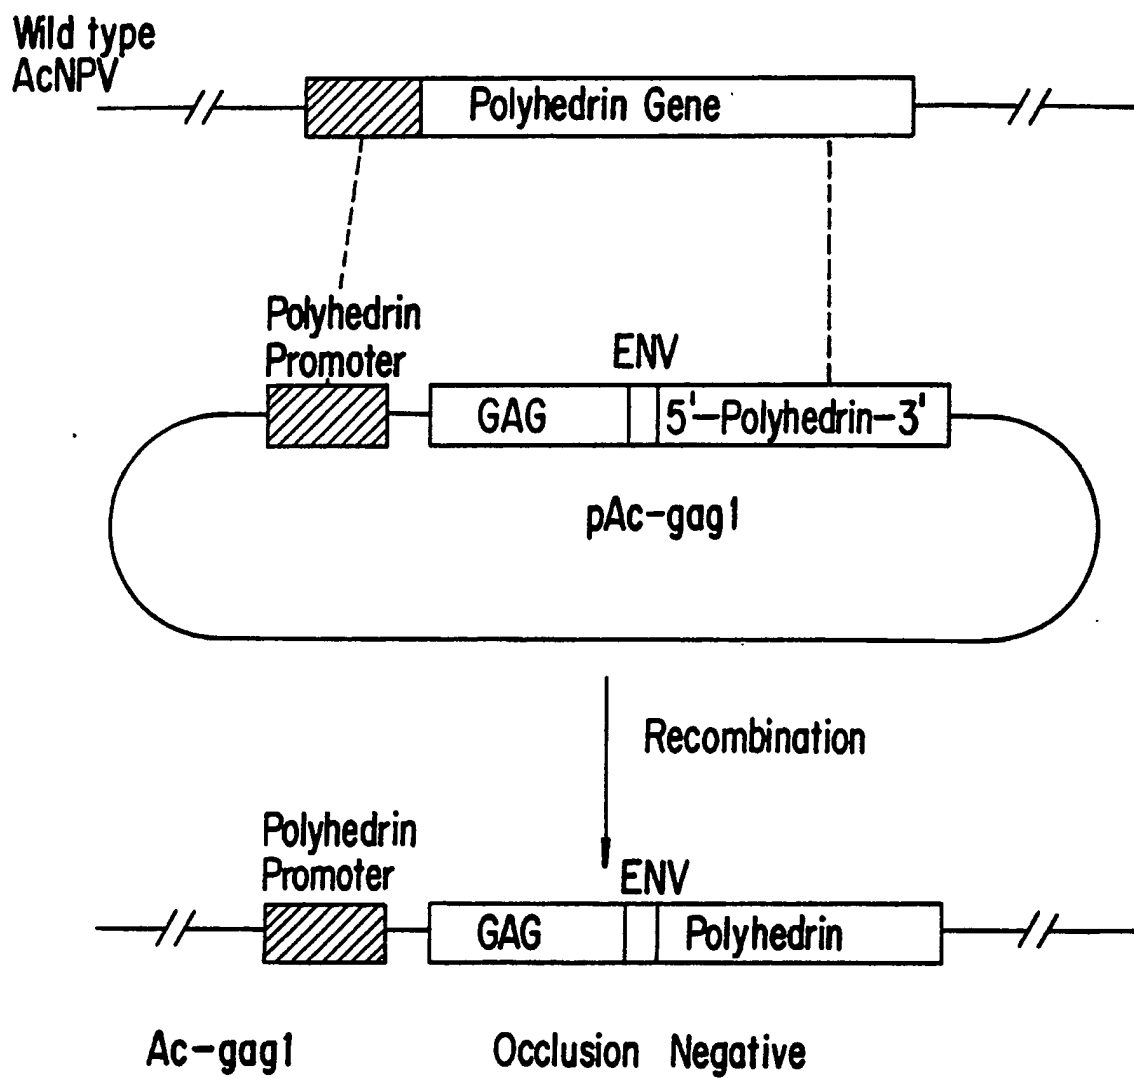 Wild type
AcNPV
Polyhedrin Gene
Polyhedrin
Promoter
ENV
GAG
5'-Polyhedrin-3'
pAc-gag1
Recombination
Polyhedrin
Promoter
ENV
GAG
Polyhedrin
Ac-gag1
Occlusion Negative